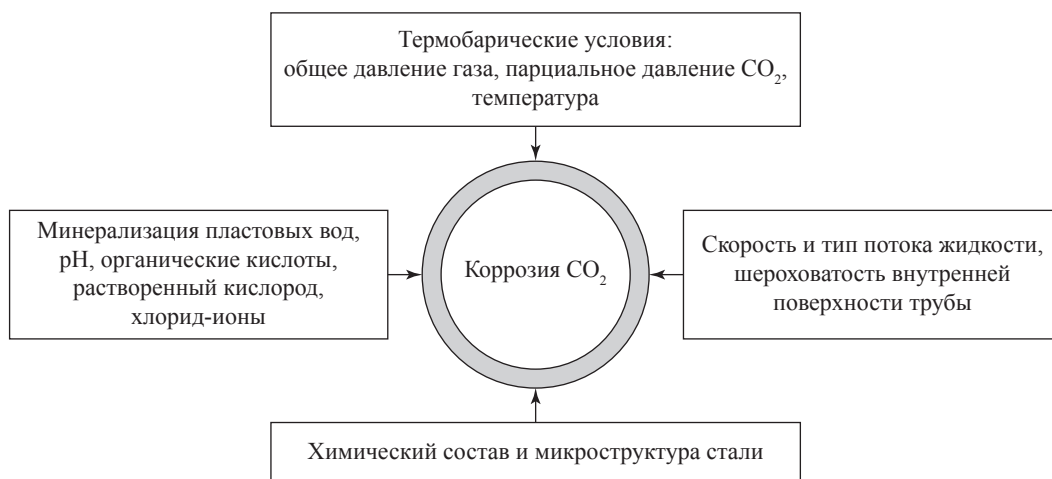 Термобарические условия:
общее давление газа, парциальное давление CO₂,
температура
Минерализация пластовых вод,
pH, органические кислоты,
растворенный кислород,
хлорид-ионы
Коррозия CO₂
Скорость и тип потока жидкости,
шероховатость внутренней
поверхности трубы
Химический состав и микроструктура стали